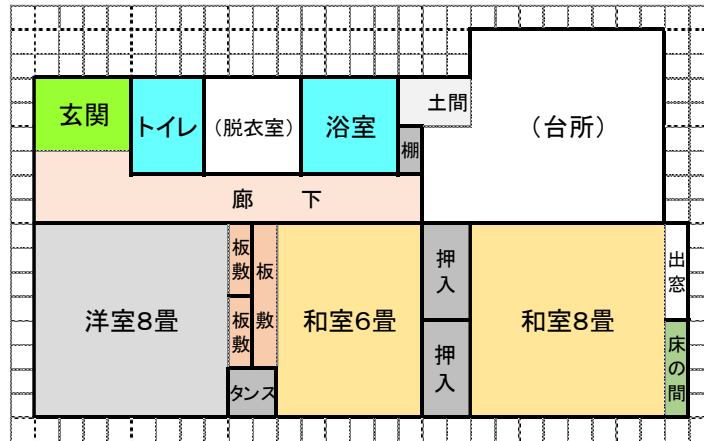 玄関
トイレ
(脱衣室)
浴室
土間
棚
(台所)
廊下
洋室8畳
板敷
板敷
板敷
タンス
和室6畳
押入
押入
和室8畳
出窓
床の間